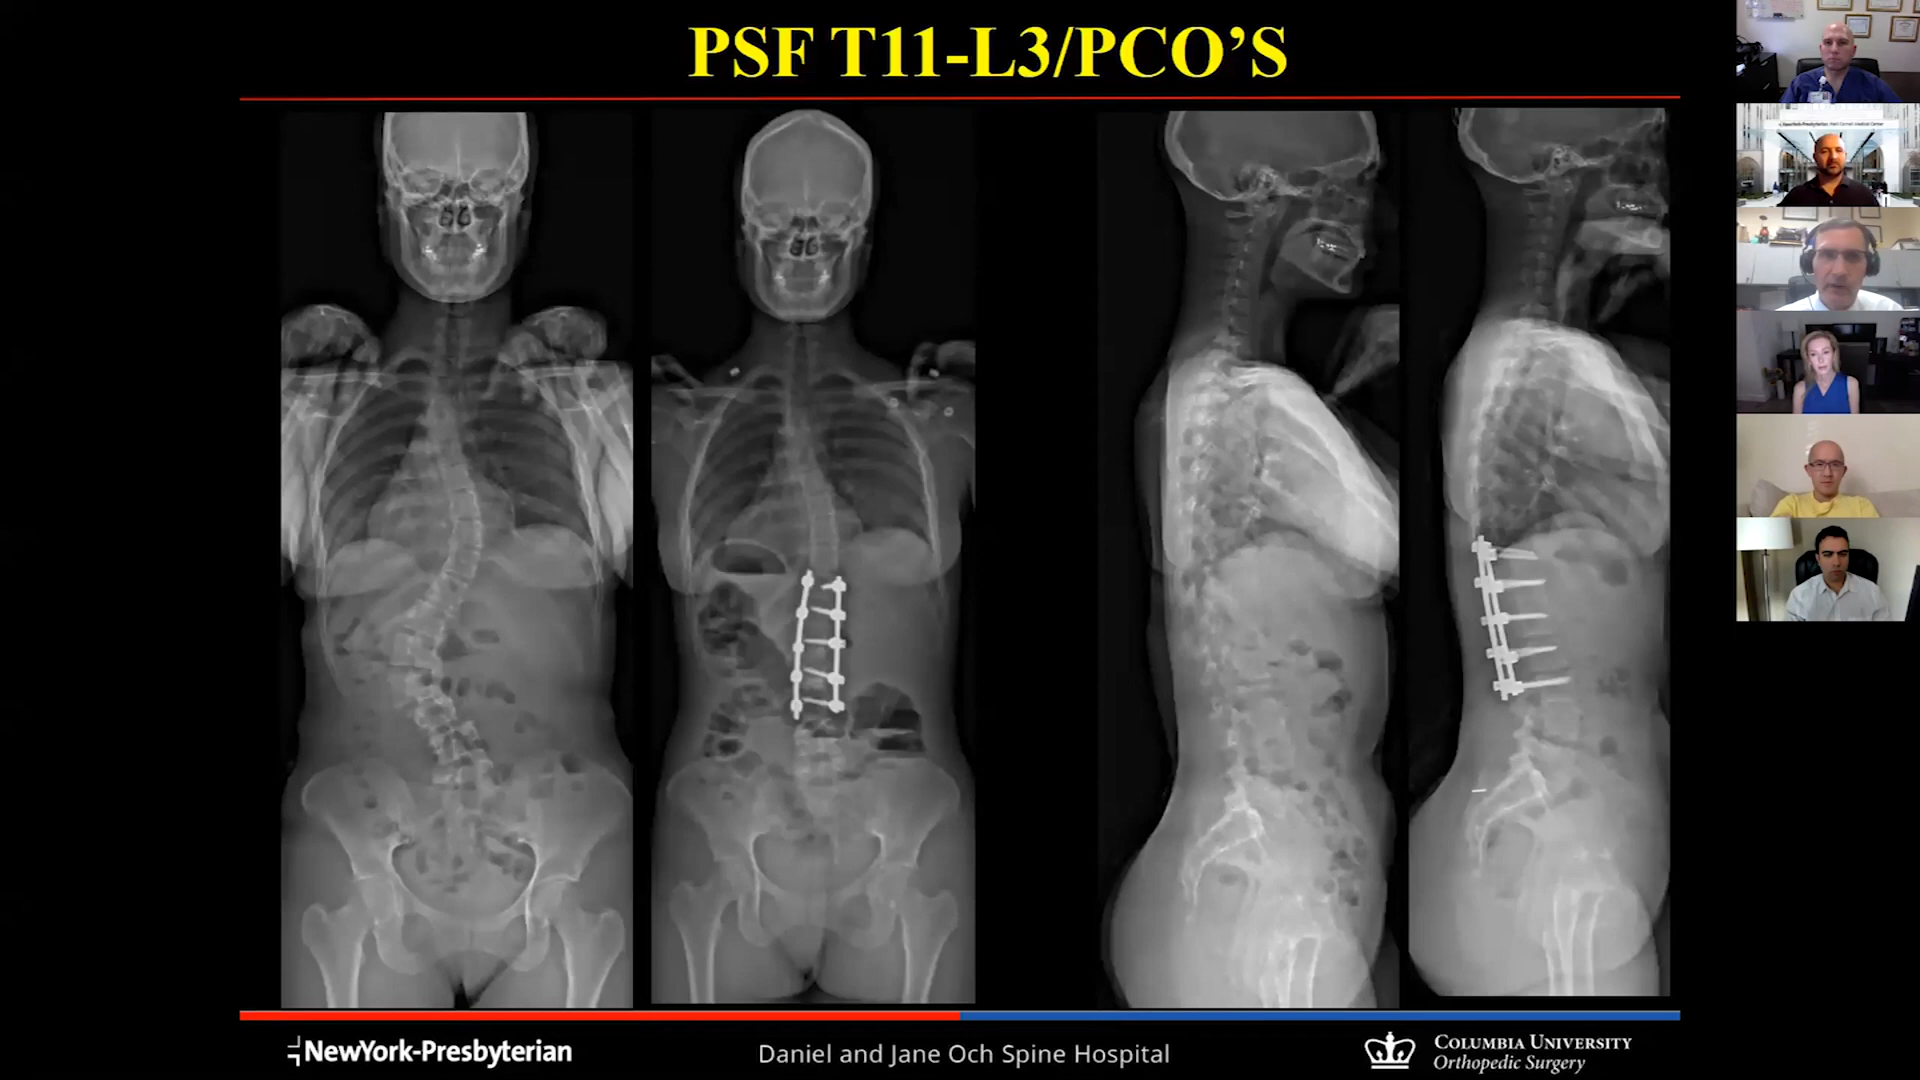 PSF T11-L3/PCO’S
NewYork-Presbyterian
Daniel and Jane Och Spine Hospital
COLUMBIA UNIVERSITY
Orthopedic Surgery